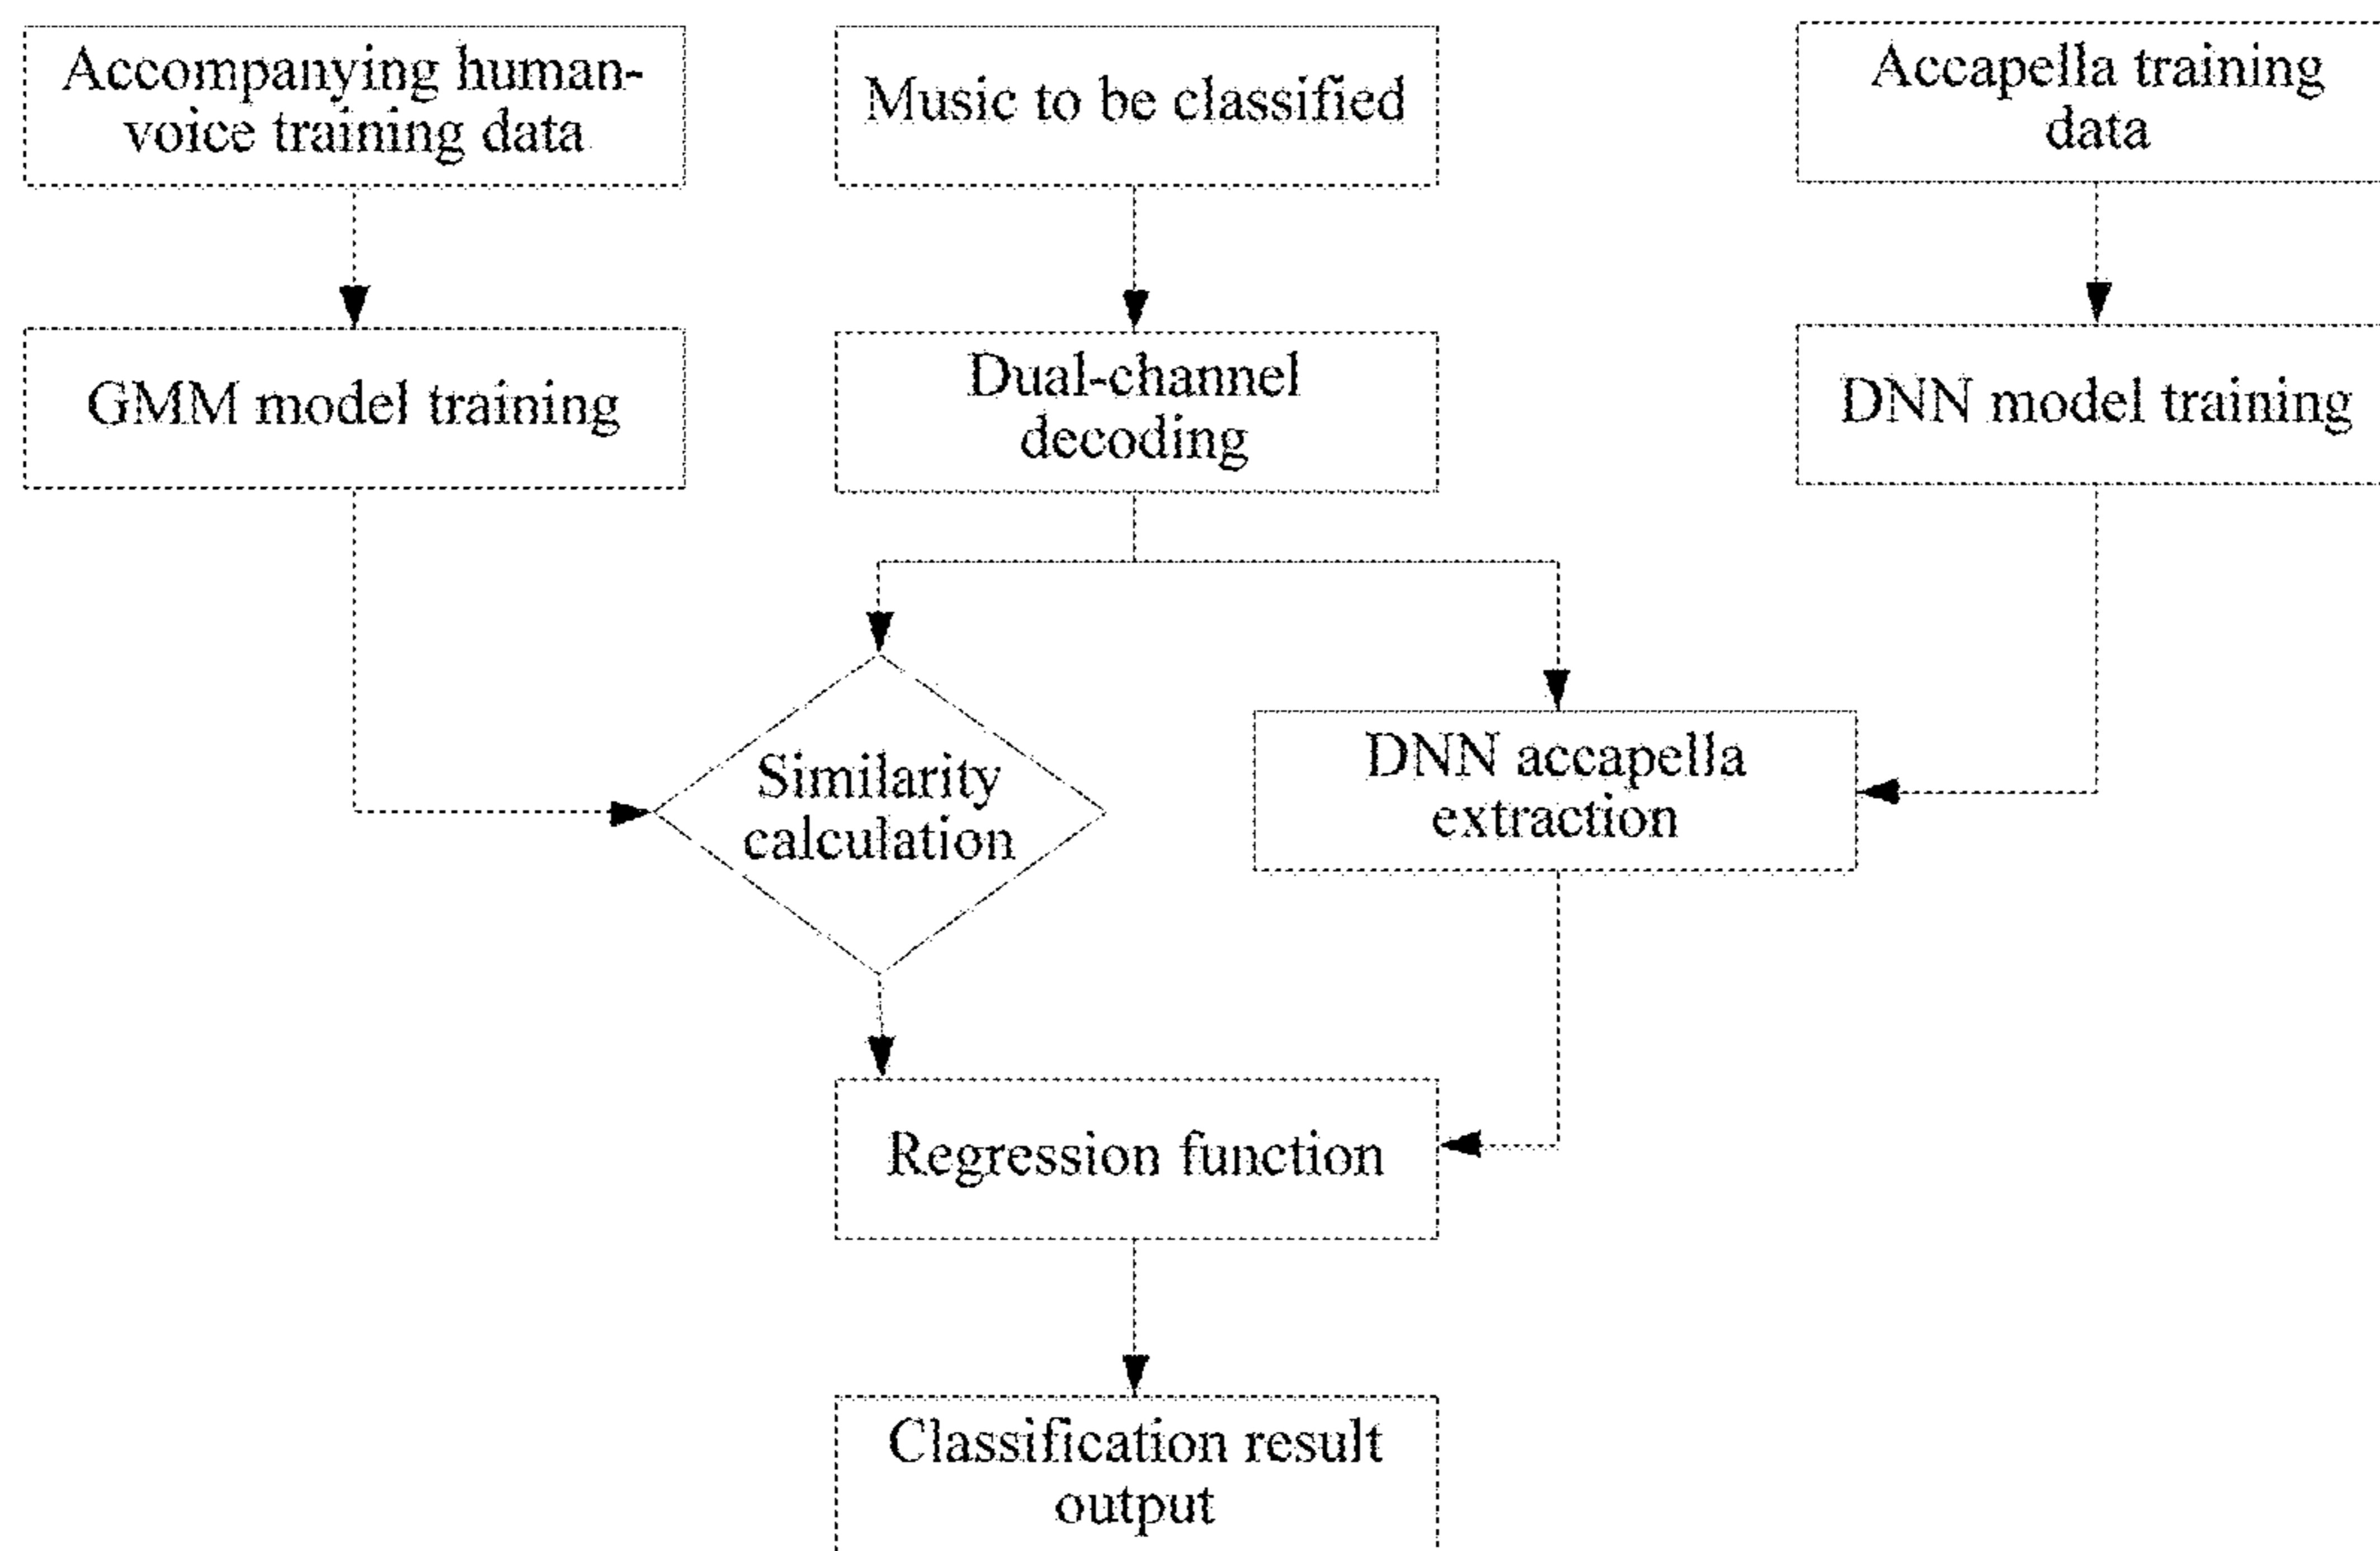 Accompanying human-
voice training data
Music to be classified
Accapella training
data
GMM model training
Dual-channel
decoding
DNN model training
Similarity
calculation
DNN accapella
extraction
Regression function
Classification result
output